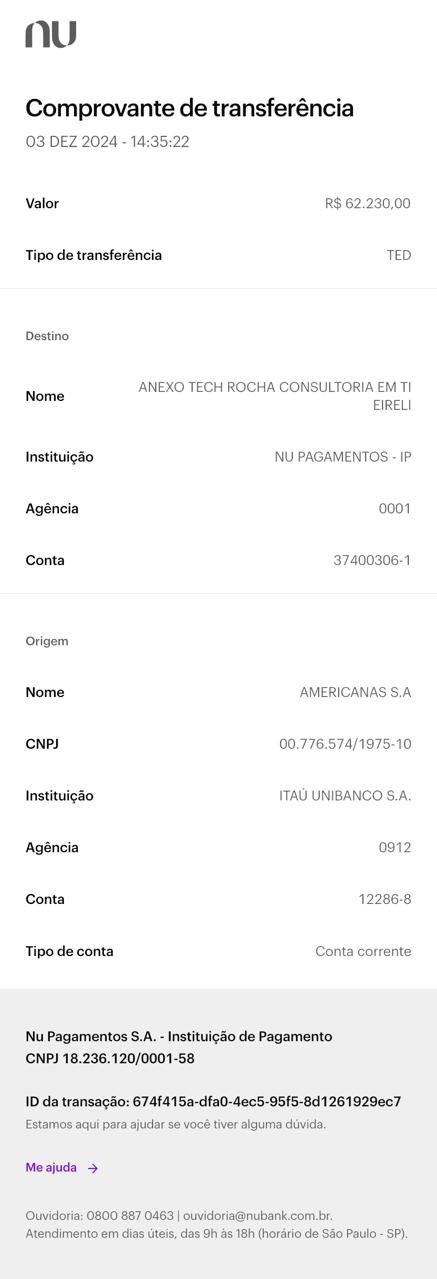 nu
Comprovante de transferência
03 DEZ 2024 - 14:35:22
Valor R$ 62.230,00
Tipo de transferência TED
Destino
Nome ANEXO TECH ROCHA CONSULTORIA EM TI
EIRELI
Instituição NU PAGAMENTOS - IP
Agência 0001
Conta 37400306-1
Origem
Nome AMERICANAS S.A
CNPJ 00.776.574/1975-10
Instituição ITAÚ UNIBANCO S.A.
Agência 0912
Conta 12286-8
Tipo de conta Conta corrente
Nu Pagamentos S.A. - Instituição de Pagamento
CNPJ 18.236.120/0001-58
ID da transação: 674f415a-dfa0-4ec5-95f5-8d1261929ec7
Estamos aqui para ajudar se você tiver alguma dúvida.
Me ajuda →
Ouvidoria: 0800 887 0463 | ouvidoria@nubank.com.br.
Atendimento em dias úteis, das 9h às 18h (horário de São Paulo - SP).